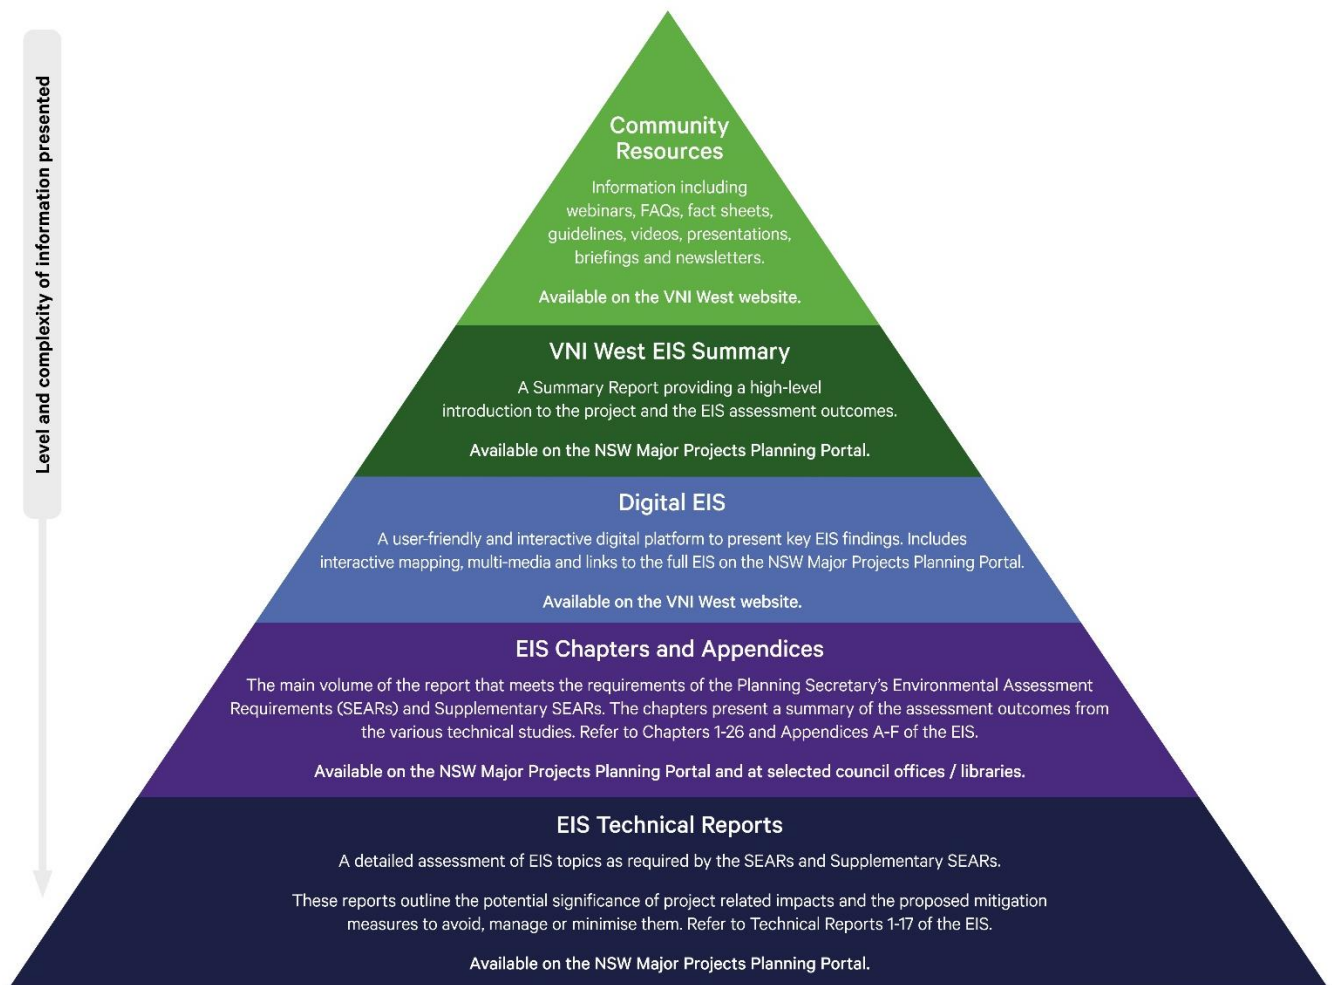 Level and complexity of information presented
Community
Resources
Information including
webinars, FAQs, fact sheets,
guidelines, videos, presentations,
briefings and newsletters.
Available on the VNI West website.
VNI West EIS Summary
A Summary Report providing a high-level
introduction to the project and the EIS assessment outcomes.
Available on the NSW Major Projects Planning Portal.
Digital EIS
A user-friendly and interactive digital platform to present key EIS findings. Includes
interactive mapping, multi-media and links to the full EIS on the NSW Major Projects Planning Portal.
Available on the VNI West website.
EIS Chapters and Appendices
The main volume of the report that meets the requirements of the Planning Secretary’s Environmental Assessment
Requirements (SEARs) and Supplementary SEARs. The chapters present a summary of the assessment outcomes from
the various technical studies. Refer to Chapters 1-26 and Appendices A-F of the EIS.
Available on the NSW Major Projects Planning Portal and at selected council offices / libraries.
EIS Technical Reports
A detailed assessment of EIS topics as required by the SEARs and Supplementary SEARs.
These reports outline the potential significance of project related impacts and the proposed mitigation
measures to avoid, manage or minimise them. Refer to Technical Reports 1-17 of the EIS.
Available on the NSW Major Projects Planning Portal.